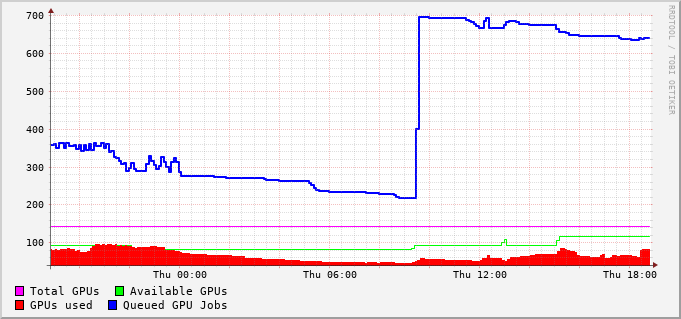 700
600
500
400
300
200
100
Thu 00:00 Thu 06:00 Thu 12:00 Thu 18:00
Total GPUs Available GPUs
GPUs used Queued GPU Jobs
RRDTOOL / TOBI OETIKER